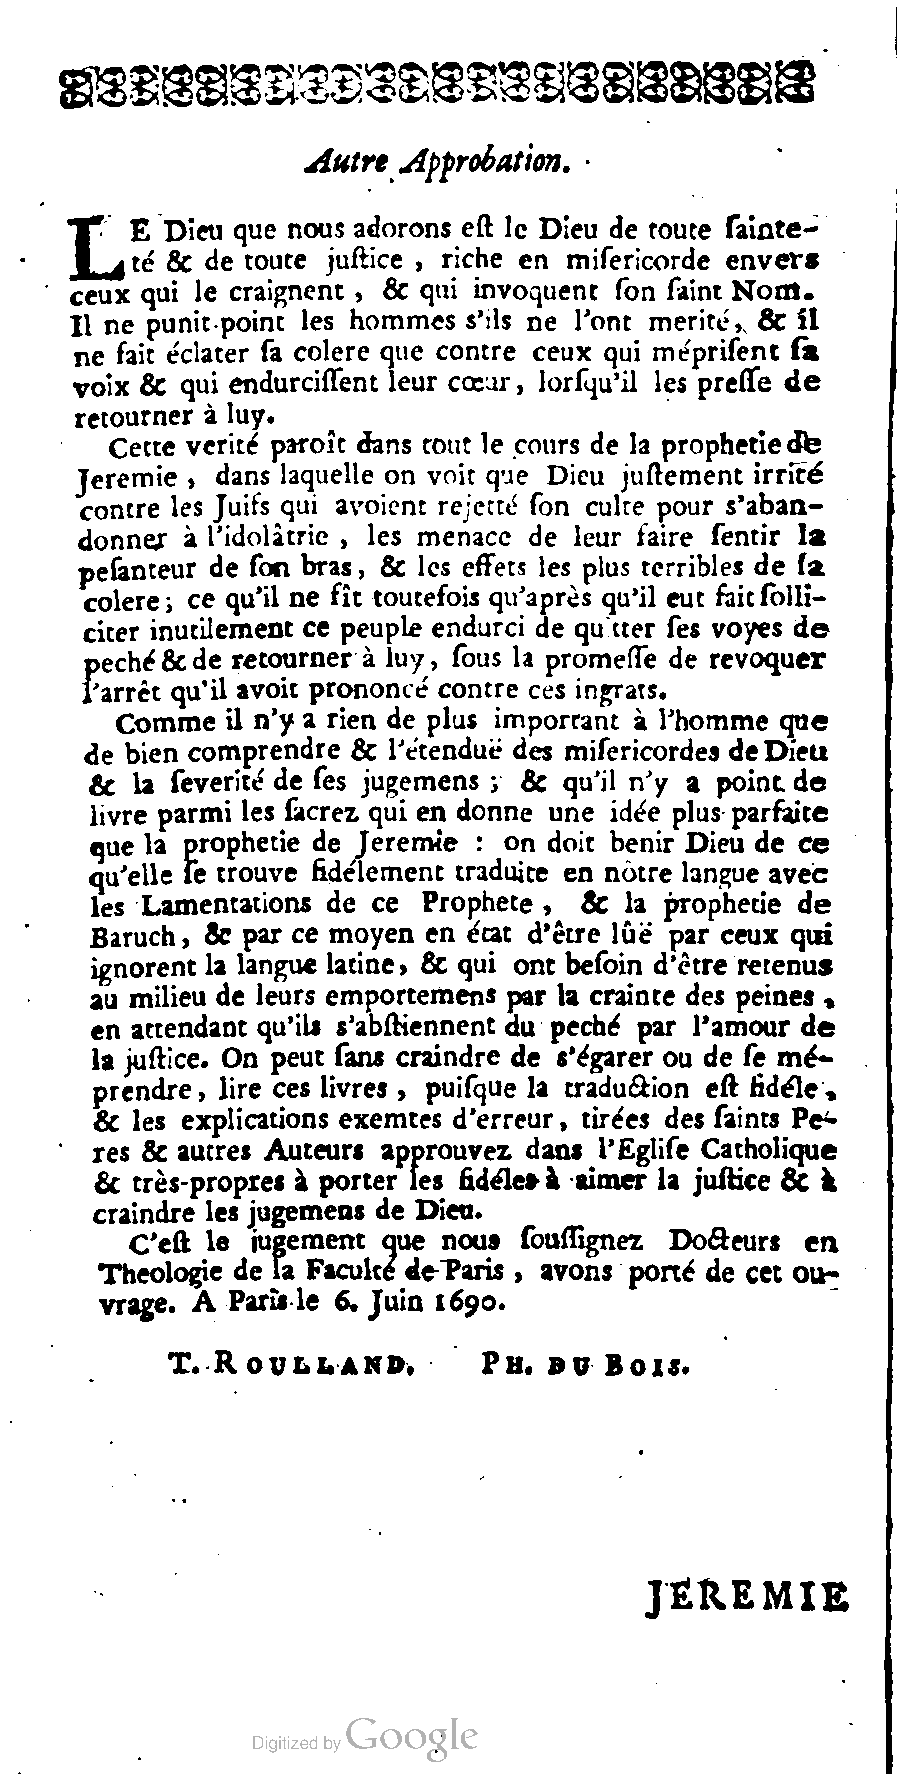 Autre Approbation.
LE Dieu que nous adorons eſt le Dieu de toute ſainte-
té & de toute juſtice, riche en miſericorde envers
ceux qui le craignent, & qui invoquent ſon ſaint Nom.
Il ne punit point les hommes s'ils ne l'ont merité, & il
ne fait éclater ſa colere que contre ceux qui mépriſent ſa
voix & qui endurciſſent leur cœur, lorſqu'il les preſſe de
retourner à luy.
Cette verité paroît dans tout le cours de la prophetie de
Jeremie, dans laquelle on voit que Dieu juſtement irrité
contre les Juifs qui avoient rejetté ſon culte pour s'aban-
donner à l'idolâtrie, les menace de leur faire ſentir la
peſanteur de ſon bras, & les effets les plus terribles de ſa
colere; ce qu'il ne fît toutefois qu'après qu'il eut fait ſolli-
citer inutilement ce peuple endurci de quitter ſes voyes de
peché & de retourner à luy, ſous la promeſſe de revoquer
l'arrêt qu'il avoit prononcé contre ces ingrats.
Comme il n'y a rien de plus important à l'homme que
de bien comprendre & l'étenduë des miſericordes de Dieu
& la ſeverité de ſes jugemens; & qu'il n'y a point de
livre parmi les ſacrez qui en donne une idée plus parfaite
que la prophetie de Jeremie : on doit benir Dieu de ce
qu'elle ſe trouve fidélement traduite en nôtre langue avec
les Lamentations de ce Prophete, & la prophetie de
Baruch, & par ce moyen en état d'être lûë par ceux qui
ignorent la langue latine, & qui ont beſoin d'être retenus
au milieu de leurs emportemens par la crainte des peines,
en attendant qu'ils s'abſtiennent du peché par l'amour de
la juſtice. On peut ſans craindre de s'égarer ou de ſe mé-
prendre, lire ces livres, puiſque la traduction eſt fidéle,
& les explications exemtes d'erreur, tirées des ſaints Pe-
res & autres Auteurs approuvez dans l'Egliſe Catholique
& très-propres à porter les fidéles à aimer la juſtice & à
craindre les jugemens de Dieu.
C'eſt le jugement que nous ſouſſignez Docteurs en
Theologie de la Faculté de Paris, avons porté de cet ou-
vrage. A Paris le 6. Juin 1690.
T. ROULLAND. PH. DU BOIS.
JEREMIE
Digitized by Google